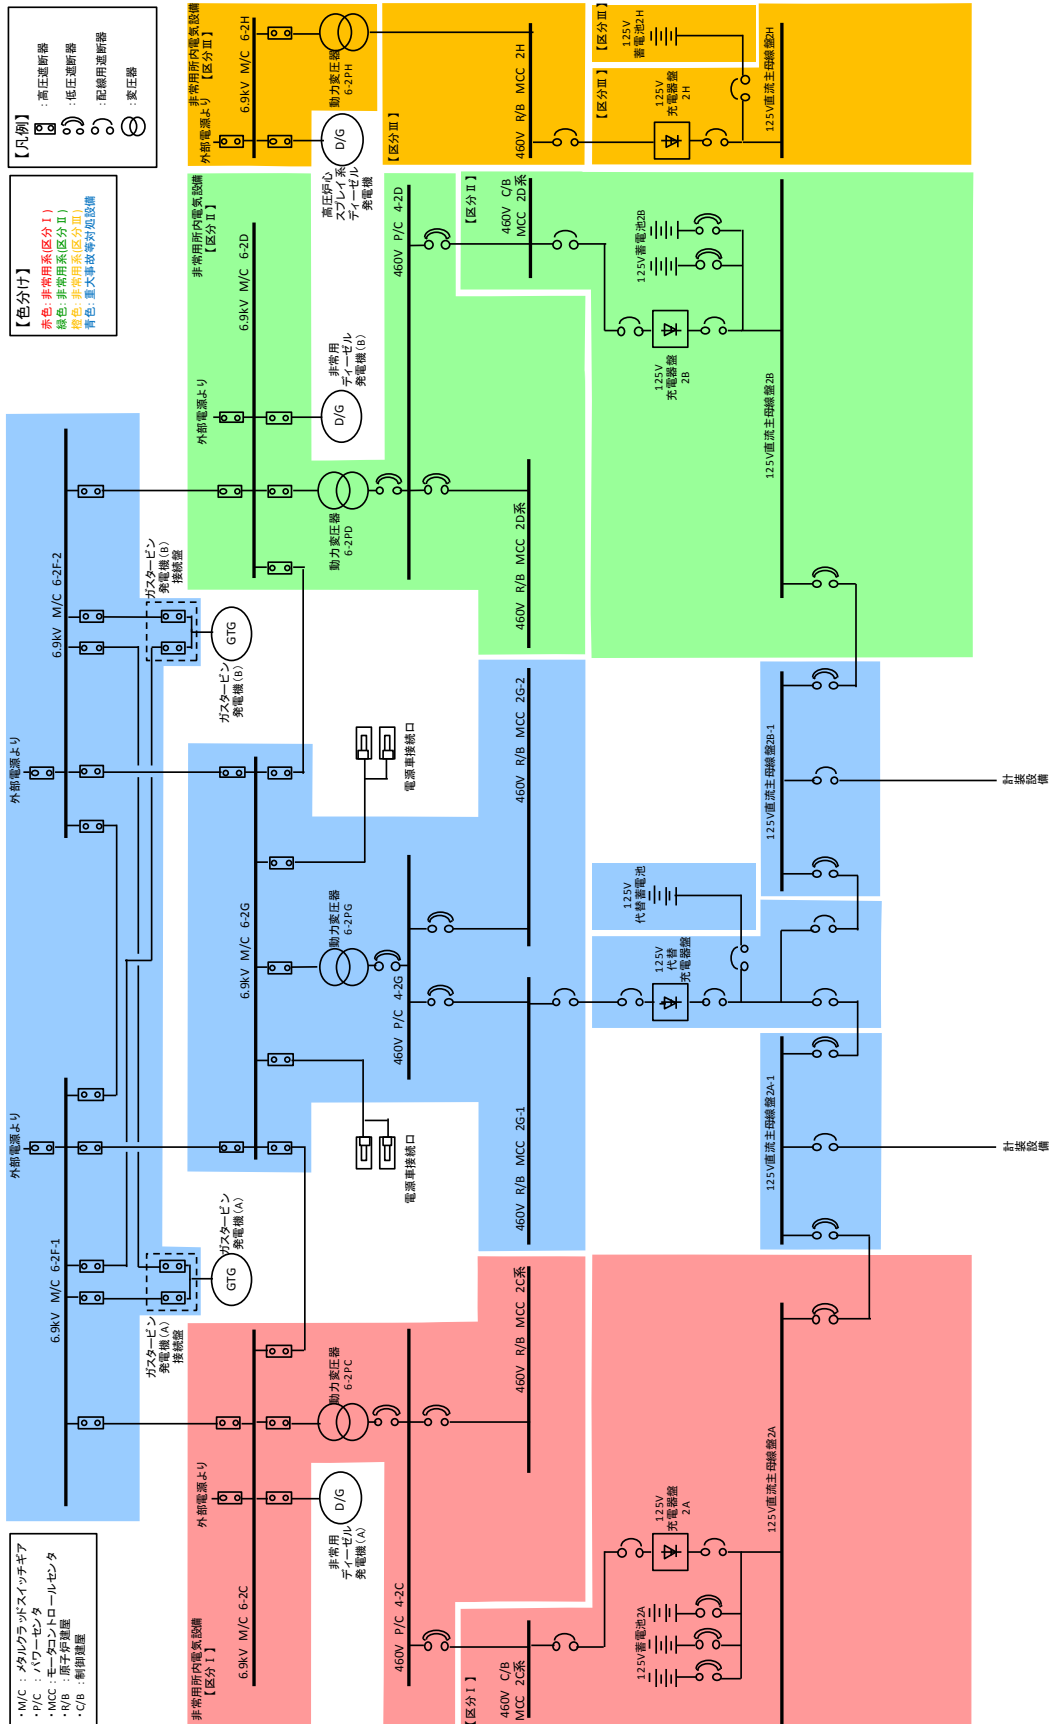 ・M/C ：メタルクラッドスイッチギア
・P/C ：パワーセンタ
・MCC ：モータコントロールセンタ
・R/B ：原子炉建屋
・C/B ：制御建屋
【色分け】
赤色：非常用系(区分Ⅰ)
緑色：非常用系(区分Ⅱ)
橙色：非常用系(区分Ⅲ)
青色：重大事故等対処設備
【凡例】
：高圧遮断器
：低圧遮断器
：配線用遮断器
：変圧器
外部電源より
6.9kV M/C 6-2F-1
外部電源より
6.9kV M/C 6-2F-2
ガスタービン
発電機(A)
接続盤
GTG
ガスタービン
発電機(A)
ガスタービン
発電機(B)
接続盤
GTG
ガスタービン
発電機(B)
非常用所内電気設備
【区分Ⅰ】
外部電源より
6.9kV M/C 6-2C
D/G
非常用
ディーゼル
発電機(A)
動力変圧器
6-2PC
460V P/C 4-2C
460V R/B MCC 2C系
【区分Ⅰ】
460V C/B
MCC 2C系
125V蓄電池2A
125V
充電器盤
2A
125V直流主母線盤2A
6.9kV M/C 6-2G
電源車接続口
電源車接続口
動力変圧器
6-2PG
460V P/C 4-2G
460V R/B MCC 2G-1
460V R/B MCC 2G-2
125V
代替
充電器盤
125V
代替蓄電池
125V直流主母線盤2A-1
125V直流主母線盤2B-1
計装
設備
計装
設備
非常用所内電気設備
【区分Ⅱ】
外部電源より
6.9kV M/C 6-2D
D/G
非常用
ディーゼル
発電機(B)
動力変圧器
6-2PD
460V P/C 4-2D
460V R/B MCC 2D系
【区分Ⅱ】
460V C/B
MCC 2D系
125V蓄電池2B
125V
充電器盤
2B
125V直流主母線盤2B
非常用所内電気設備
【区分Ⅲ】
外部電源より
6.9kV M/C 6-2H
D/G
高圧炉心
スプレイ系
ディーゼル
発電機
動力変圧器
6-2PH
【区分Ⅲ】
460V R/B MCC 2H
【区分Ⅲ】
125V
充電器盤
2H
【区分Ⅲ】
125V
蓄電池2H
125V直流主母線盤2H